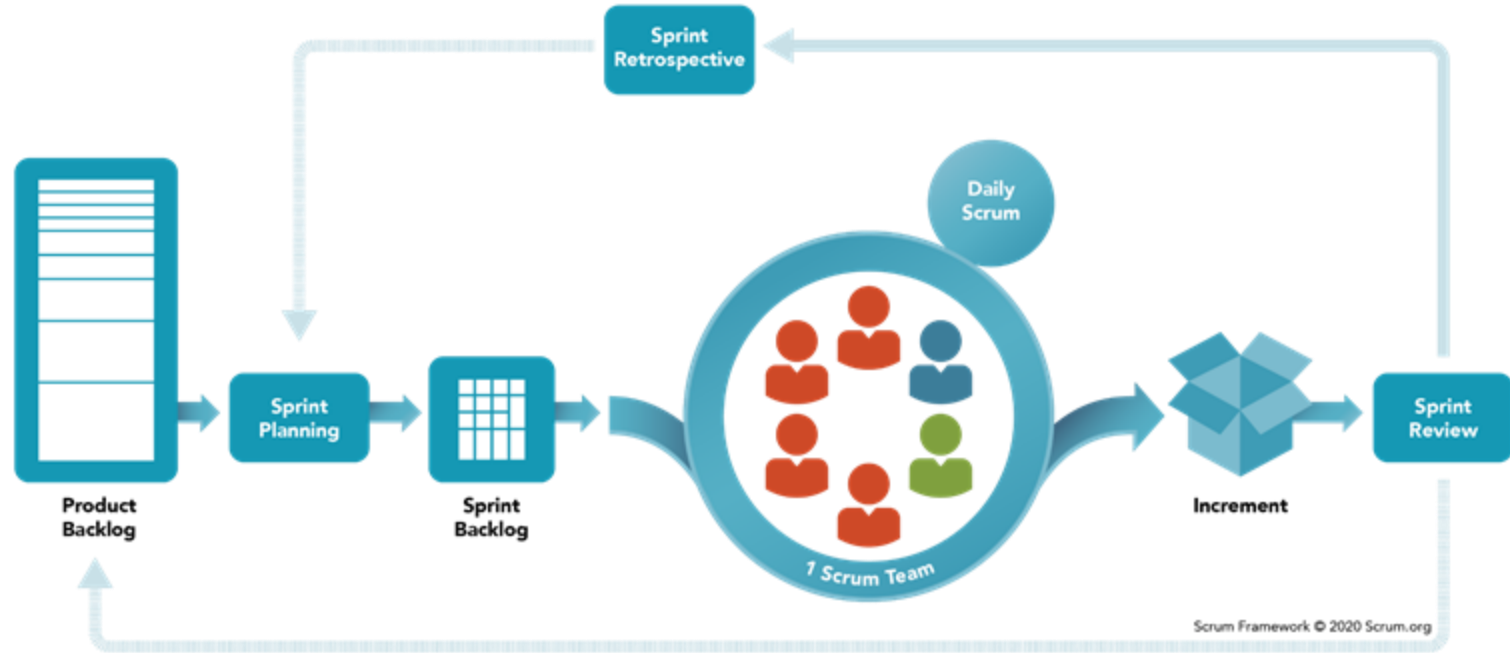 Sprint
Retrospective
Daily
Scrum
Sprint
Planning
Sprint
Review
Product
Backlog
Sprint
Backlog
Increment
1 Scrum Team
Scrum Framework © 2020 Scrum.org